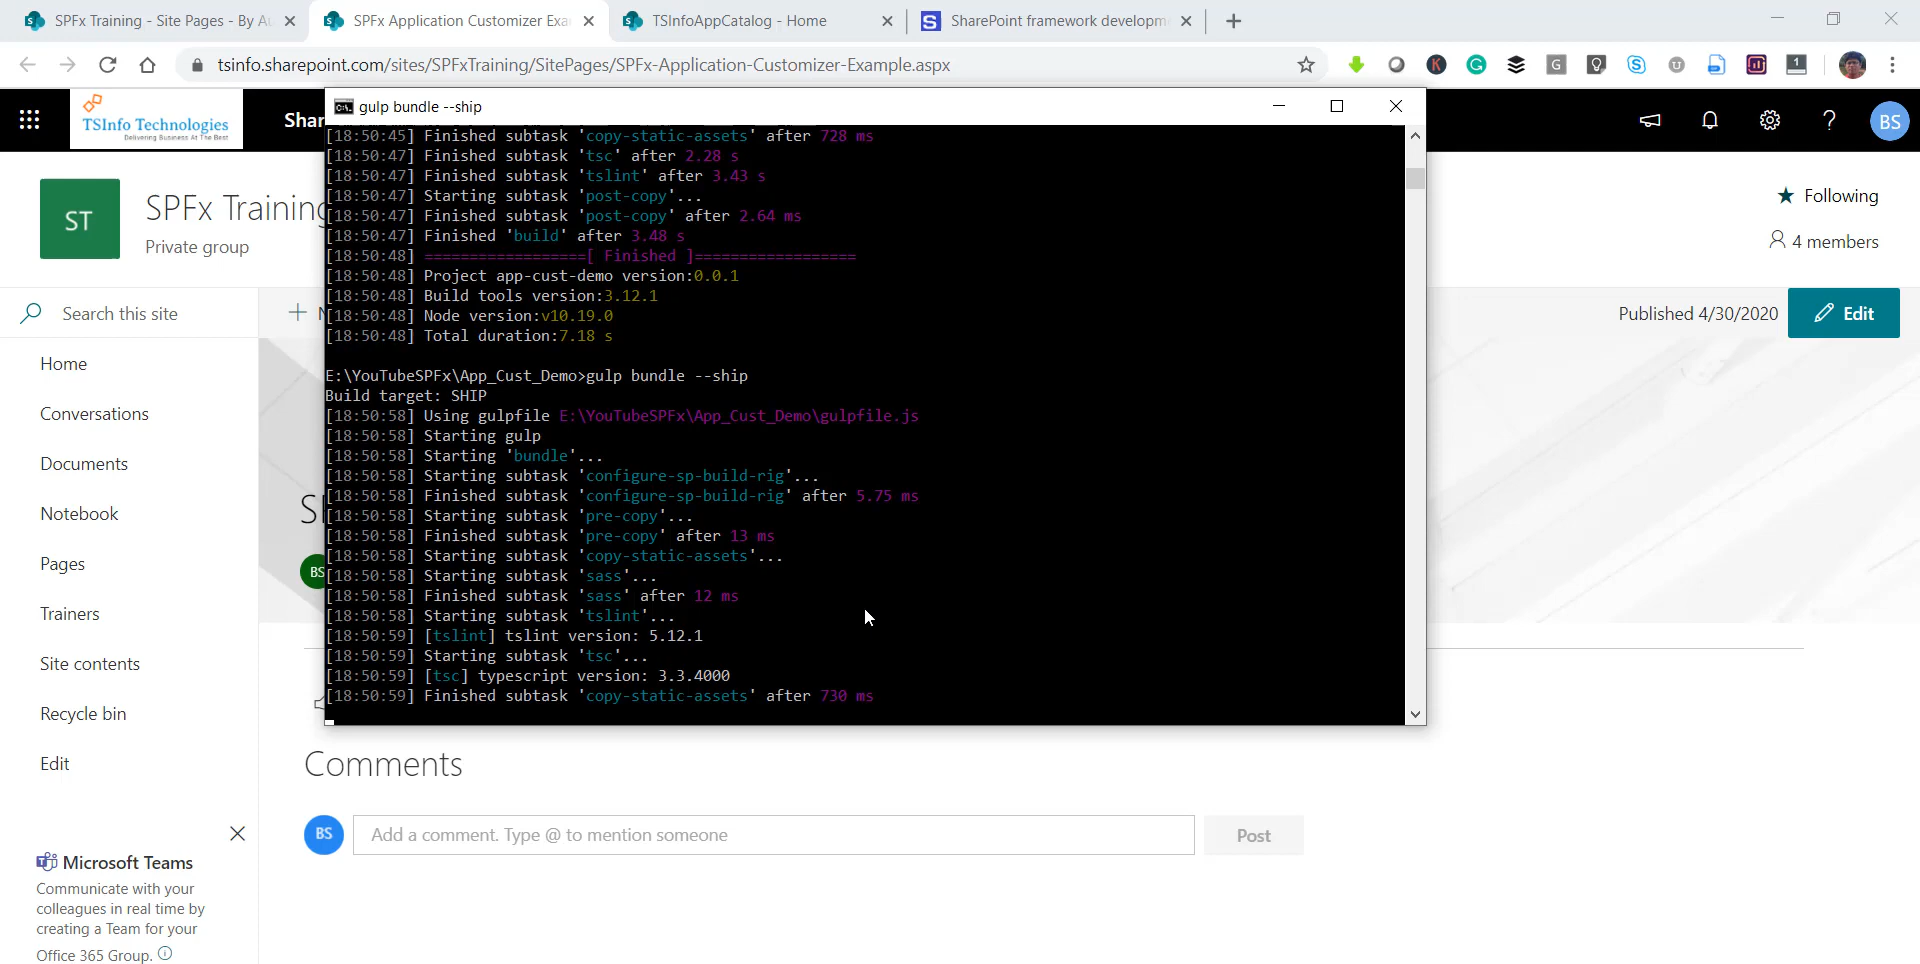 SPFx Training - Site Pages - By Au
SPFx Application Customizer Exa
TSInfoAppCatalog - Home
SharePoint framework developm
tsinfo.sharepoint.com/sites/SPFxTraining/SitePages/SPFx-Application-Customizer-Example.aspx
TSInfo Technologies
Delivering Business At The Best
Shar
BS
gulp bundle --ship
ST
SPFx Training
Private group
Following
4 members
Search this site
Published 4/30/2020
Edit
Home
Conversations
Documents
Notebook
Pages
Trainers
Site contents
Recycle bin
Edit
[18:50:45] Finished subtask 'copy-static-assets' after 728 ms
[18:50:47] Finished subtask 'tsc' after 2.28 s
[18:50:47] Finished subtask 'tslint' after 3.43 s
[18:50:47] Starting subtask 'post-copy'...
[18:50:47] Finished subtask 'post-copy' after 2.64 ms
[18:50:47] Finished 'build' after 3.48 s
[18:50:48] ==================[ Finished ]==================
[18:50:48] Project app-cust-demo version:0.0.1
[18:50:48] Build tools version:3.12.1
[18:50:48] Node version:v10.19.0
[18:50:48] Total duration:7.18 s
E:\YouTubeSPFx\App_Cust_Demo>gulp bundle --ship
Build target: SHIP
[18:50:58] Using gulpfile E:\YouTubeSPFx\App_Cust_Demo\gulpfile.js
[18:50:58] Starting gulp
[18:50:58] Starting 'bundle'...
[18:50:58] Starting subtask 'configure-sp-build-rig'...
[18:50:58] Finished subtask 'configure-sp-build-rig' after 5.75 ms
[18:50:58] Starting subtask 'pre-copy'...
[18:50:58] Finished subtask 'pre-copy' after 13 ms
[18:50:58] Starting subtask 'copy-static-assets'...
[18:50:58] Starting subtask 'sass'...
[18:50:58] Finished subtask 'sass' after 12 ms
[18:50:58] Starting subtask 'tslint'...
[18:50:59] [tslint] tslint version: 5.12.1
[18:50:59] Starting subtask 'tsc'...
[18:50:59] [tsc] typescript version: 3.3.4000
[18:50:59] Finished subtask 'copy-static-assets' after 730 ms
BS
Comments
BS
Add a comment. Type @ to mention someone
Post
Microsoft Teams
Communicate with your
colleagues in real time by
creating a Team for your
Office 365 Group.